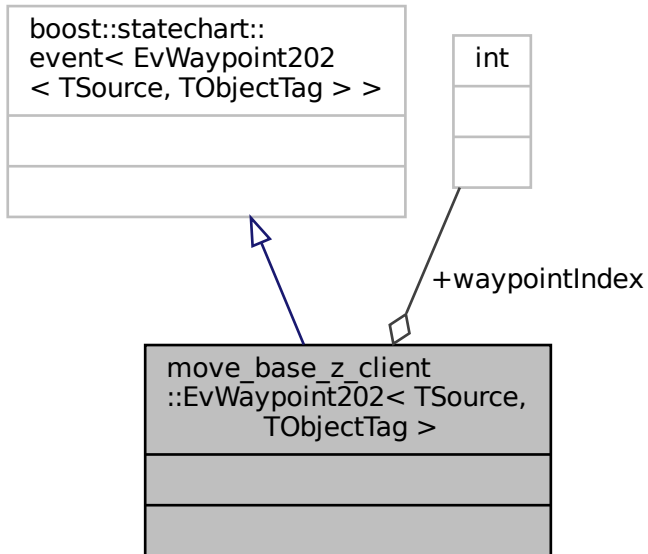 boost::statechart::
event< EvWaypoint202
< TSource, TObjectTag > >
int
+waypointIndex
move_base_z_client
::EvWaypoint202< TSource,
TObjectTag >